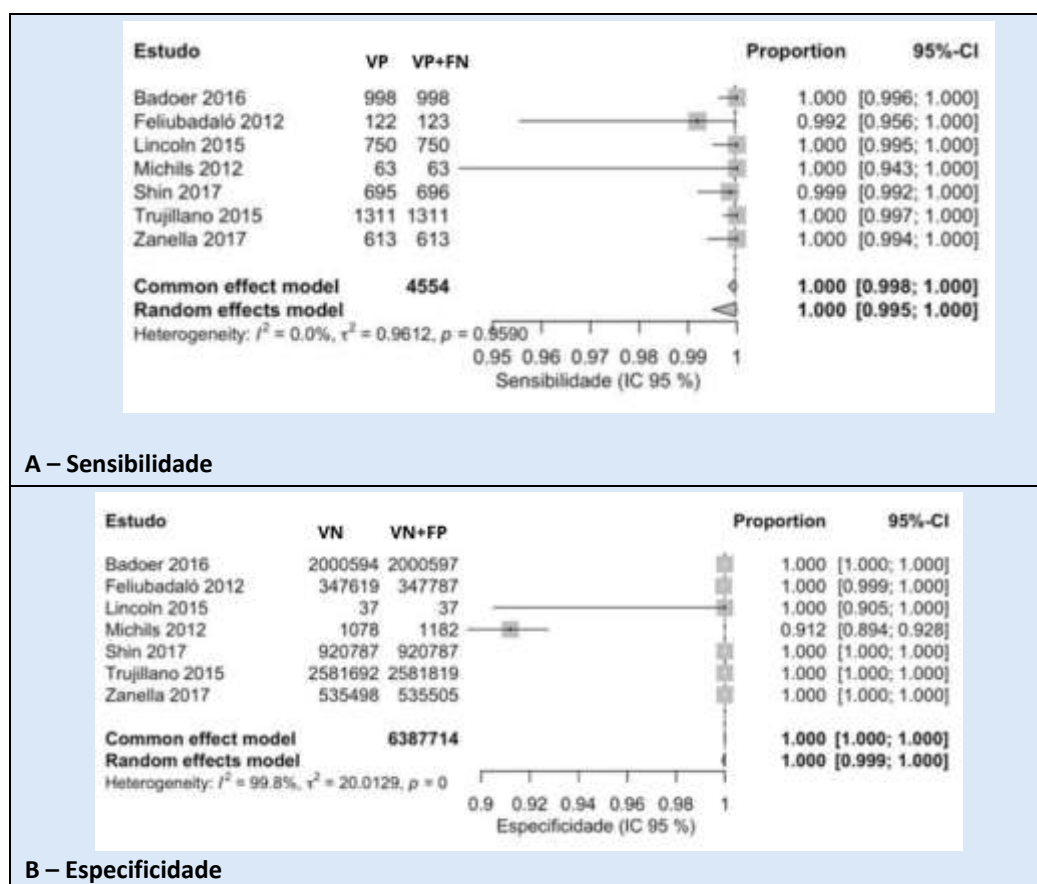 Estudo VP VP+FN Proportion 95%-CI
Badoer 2016 998 998 1.000 [0.996; 1.000]
Feliubadaló 2012 122 123 0.992 [0.956; 1.000]
Lincoln 2015 750 750 1.000 [0.995; 1.000]
Michils 2012 63 63 1.000 [0.943; 1.000]
Shin 2017 695 696 0.999 [0.992; 1.000]
Trujillano 2015 1311 1311 1.000 [0.997; 1.000]
Zanella 2017 613 613 1.000 [0.994; 1.000]
Common effect model 4554 1.000 [0.998; 1.000]
Random effects model 1.000 [0.995; 1.000]
Heterogeneity: I² = 0.0%, τ² = 0.9612, p = 0.9590
0.95 0.96 0.97 0.98 0.99 1
Sensibilidade (IC 95 %)
A – Sensibilidade
Estudo VN VN+FP Proportion 95%-CI
Badoer 2016 2000594 2000597 1.000 [1.000; 1.000]
Feliubadaló 2012 347619 347787 1.000 [0.999; 1.000]
Lincoln 2015 37 37 1.000 [0.905; 1.000]
Michils 2012 1078 1182 0.912 [0.894; 0.928]
Shin 2017 920787 920787 1.000 [1.000; 1.000]
Trujillano 2015 2581692 2581819 1.000 [1.000; 1.000]
Zanella 2017 535498 535505 1.000 [1.000; 1.000]
Common effect model 6387714 1.000 [1.000; 1.000]
Random effects model 1.000 [0.999; 1.000]
Heterogeneity: I² = 99.8%, τ² = 20.0129, p = 0
0.9 0.92 0.94 0.96 0.98 1
Especificidade (IC 95 %)
B – Especificidade